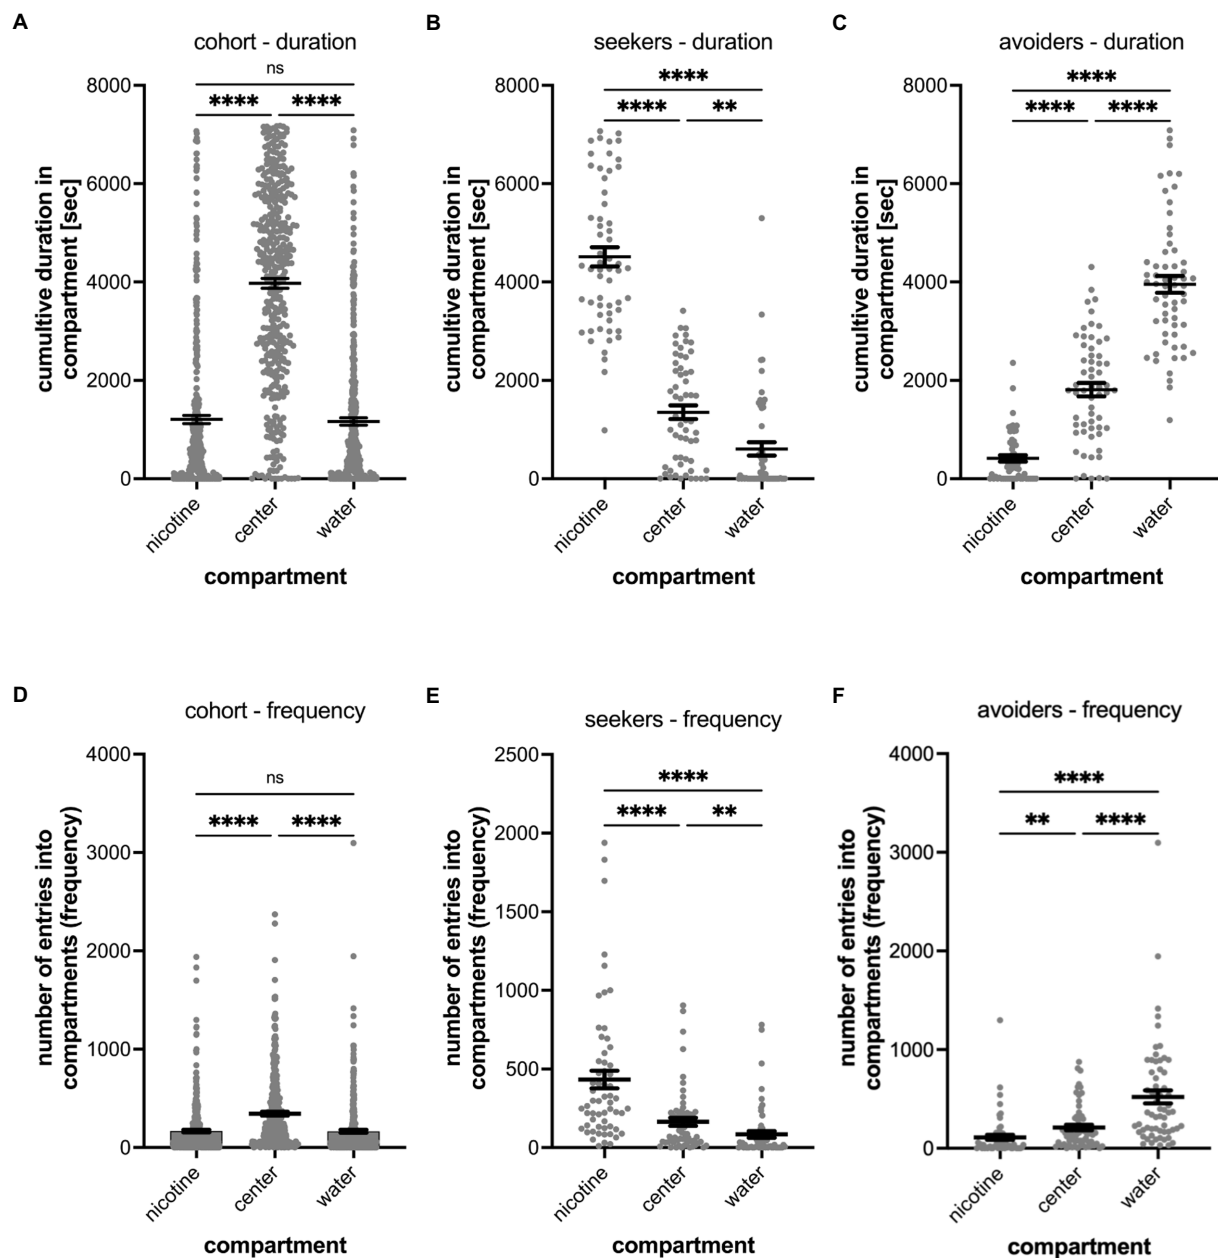 A
cohort - duration
ns
**** ****
8000
6000
4000
2000
0
cumultive duration in
compartment [sec]
nicotine
center
water
compartment
B
seekers - duration
****
**** **
8000
6000
4000
2000
0
cumultive duration in
compartment [sec]
nicotine
center
water
compartment
C
avoiders - duration
****
**** ****
8000
6000
4000
2000
0
cumultive duration in
compartment [sec]
nicotine
center
water
compartment
D
cohort - frequency
ns
**** ****
4000
3000
2000
1000
0
number of entries into
compartments (frequency)
nicotine
center
water
compartment
E
seekers - frequency
****
**** **
2500
2000
1500
1000
500
0
number of entries into
compartments (frequency)
nicotine
center
water
compartment
F
avoiders - frequency
****
** ****
4000
3000
2000
1000
0
number of entries into
compartments (frequency)
nicotine
center
water
compartment